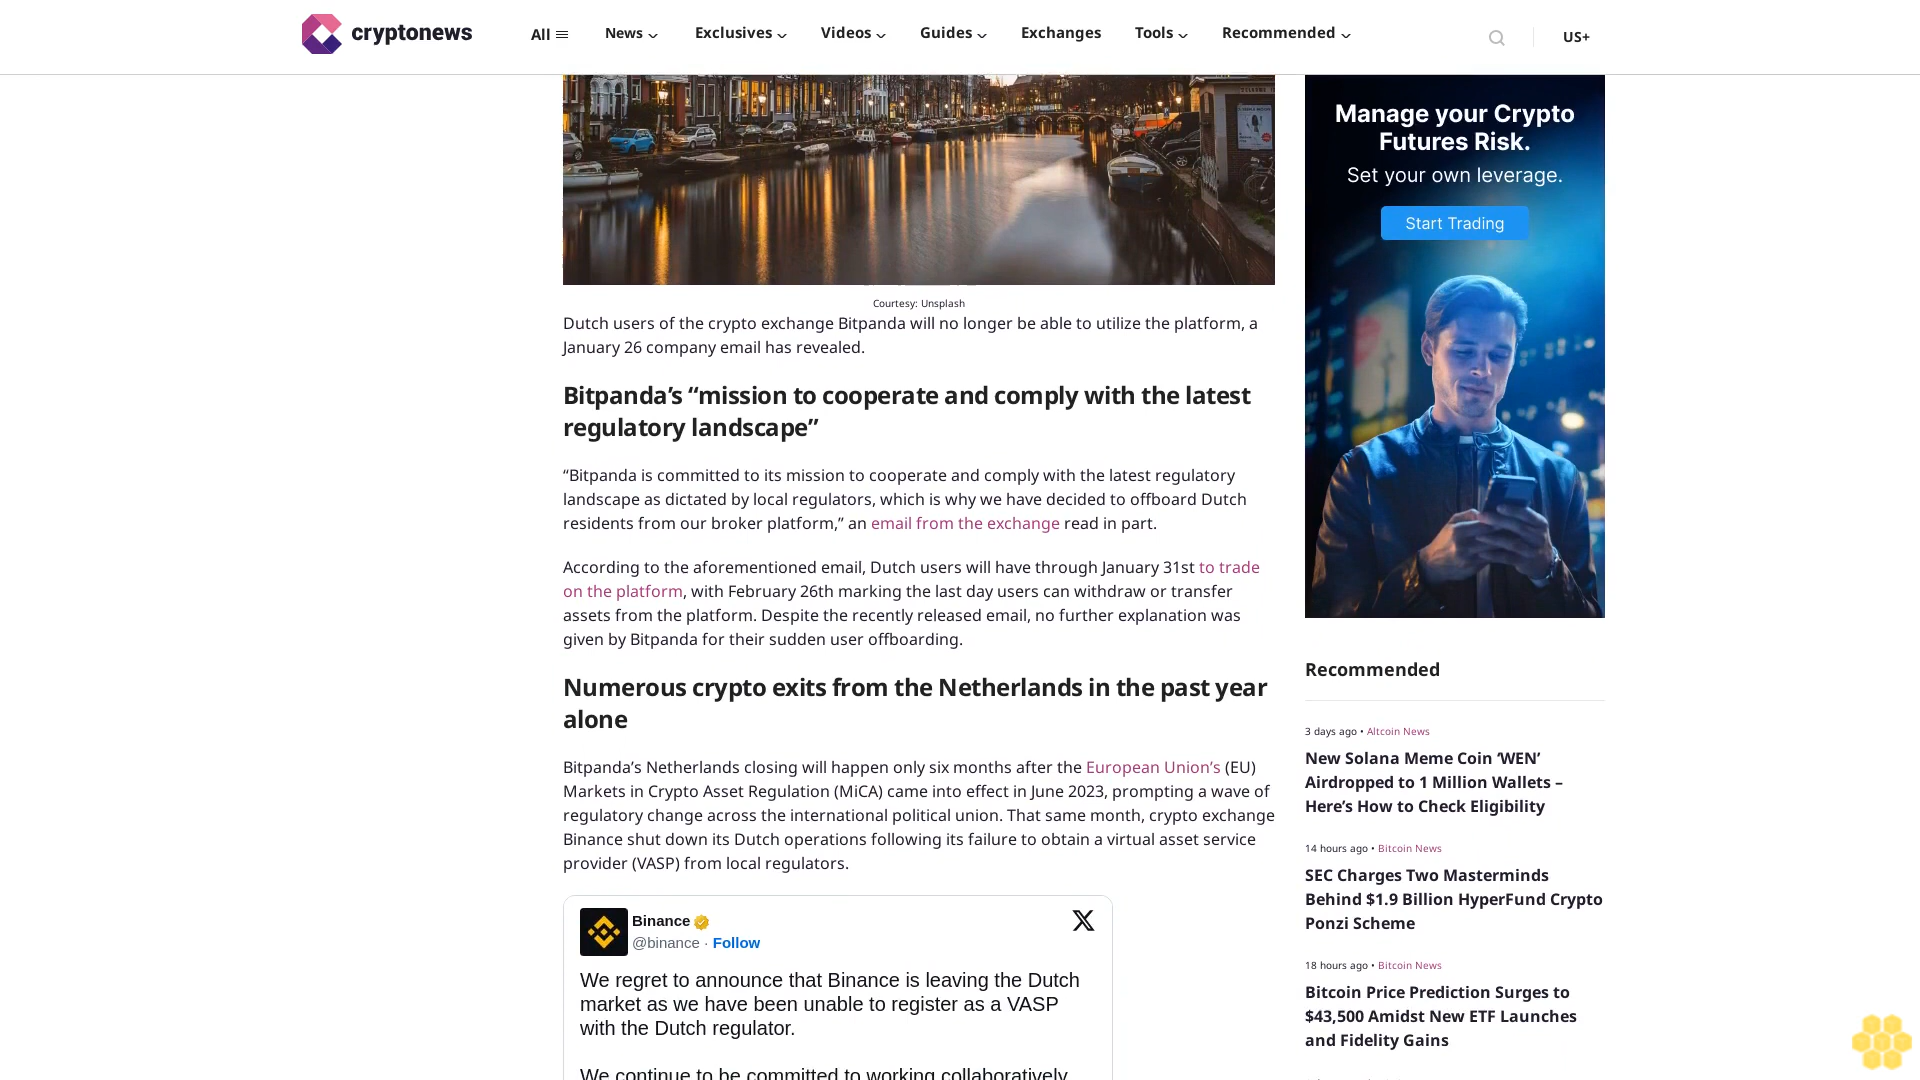 cryptonews
All
News
Exclusives
Videos
Guides
Exchanges
Tools
Recommended
US+
Courtesy: Unsplash
Dutch users of the crypto exchange Bitpanda will no longer be able to utilize the platform, a
January 26 company email has revealed.
Bitpanda’s “mission to cooperate and comply with the latest
regulatory landscape”
“Bitpanda is committed to its mission to cooperate and comply with the latest regulatory
landscape as dictated by local regulators, which is why we have decided to offboard Dutch
residents from our broker platform,” an email from the exchange read in part.
According to the aforementioned email, Dutch users will have through January 31st to trade
on the platform, with February 26th marking the last day users can withdraw or transfer
assets from the platform. Despite the recently released email, no further explanation was
given by Bitpanda for their sudden user offboarding.
Numerous crypto exits from the Netherlands in the past year
alone
Bitpanda’s Netherlands closing will happen only six months after the European Union’s (EU)
Markets in Crypto Asset Regulation (MiCA) came into effect in June 2023, prompting a wave of
regulatory change across the international political union. That same month, crypto exchange
Binance shut down its Dutch operations following its failure to obtain a virtual asset service
provider (VASP) from local regulators.
Binance
@binance · Follow
We regret to announce that Binance is leaving the Dutch
market as we have been unable to register as a VASP
with the Dutch regulator.
We continue to be committed to working collaboratively
Manage your Crypto
Futures Risk.
Set your own leverage.
Start Trading
Recommended
3 days ago • Altcoin News
New Solana Meme Coin ‘WEN’
Airdropped to 1 Million Wallets –
Here’s How to Check Eligibility
14 hours ago • Bitcoin News
SEC Charges Two Masterminds
Behind $1.9 Billion HyperFund Crypto
Ponzi Scheme
18 hours ago • Bitcoin News
Bitcoin Price Prediction Surges to
$43,500 Amidst New ETF Launches
and Fidelity Gains